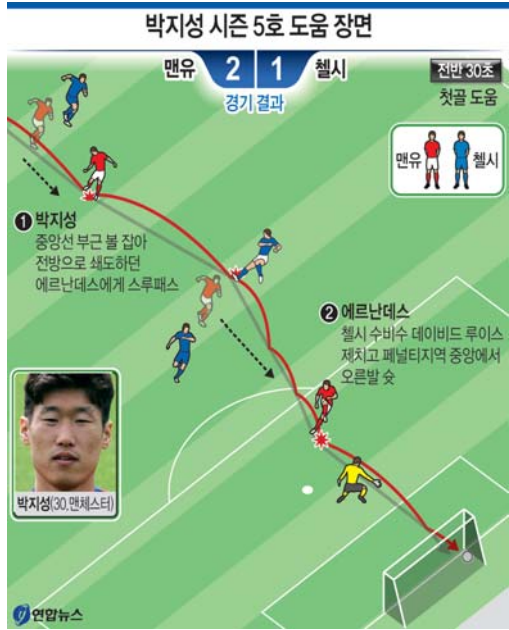 박지성 시즌 5호 도움 장면
맨유 2 1 첼시
경기 결과
전반 30초
첫골 도움
맨유 첼시
❶ 박지성
중앙선 부근 볼 잡아
전방으로 쇄도하던
에르난데스에게 스루패스
❷ 에르난데스
첼시 수비수 데이비드 루이스
제치고 페널티지역 중앙에서
오른발 슛
박지성(30.맨체스터)
연합뉴스